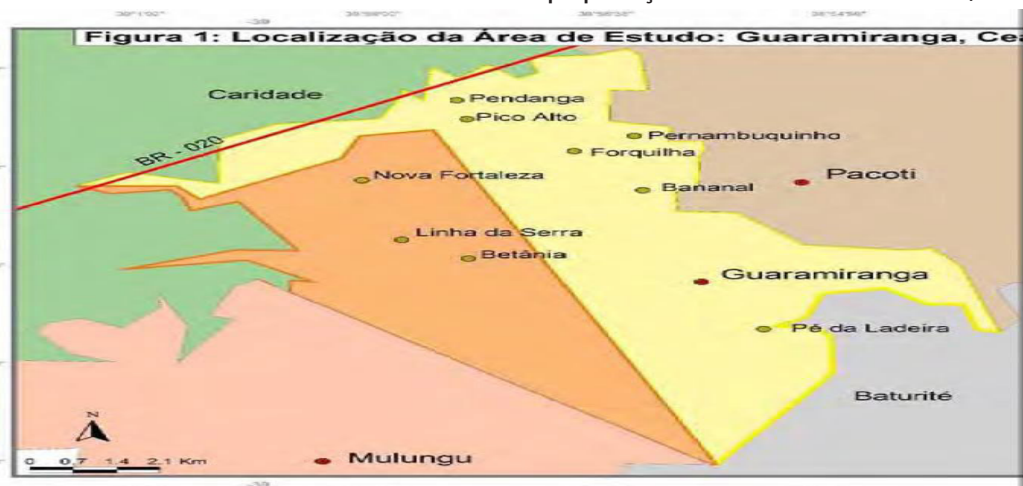 -39
Figura 1: Localização da Área de Estudo: Guaramiranga, Cea
Caridade
Pendanga
Pico Alto
BR - 020
Pernambuquinho
Forquilha
Nova Fortaleza
Bananal
Pacoti
Linha da Serra
Betânia
Guaramiranga
Pé da Ladeira
Baturité
N
0 0.7 1.4 2.1 Km
Mulungu
-39